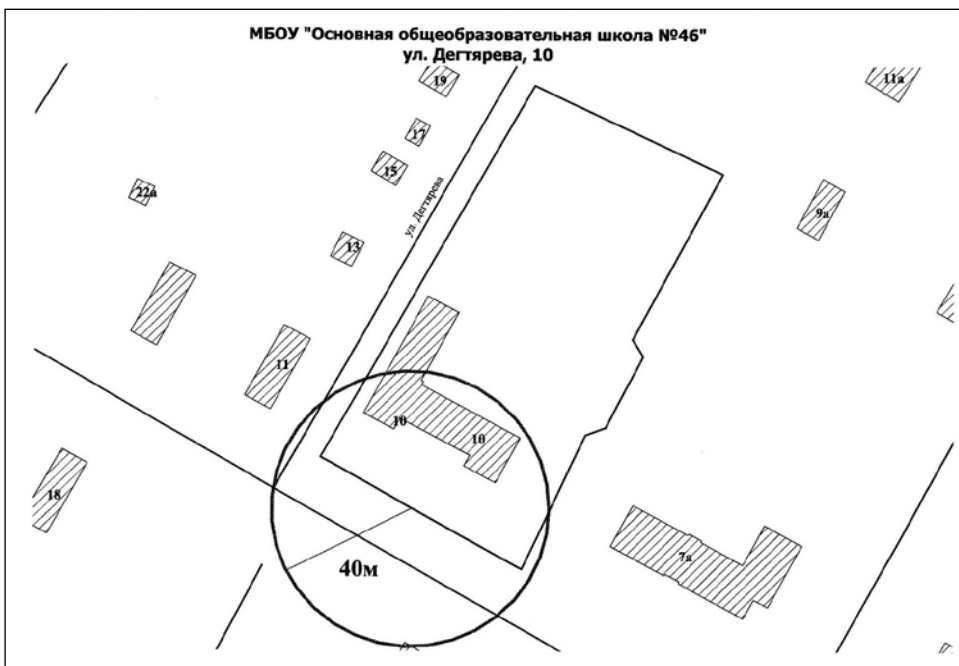 МБОУ "Основная общеобразовательная школа №46"
ул. Дегтярева, 10
19
11а
17
15
22а
9а
ул. Дегтярева
13
11
10
10
18
7а
40м